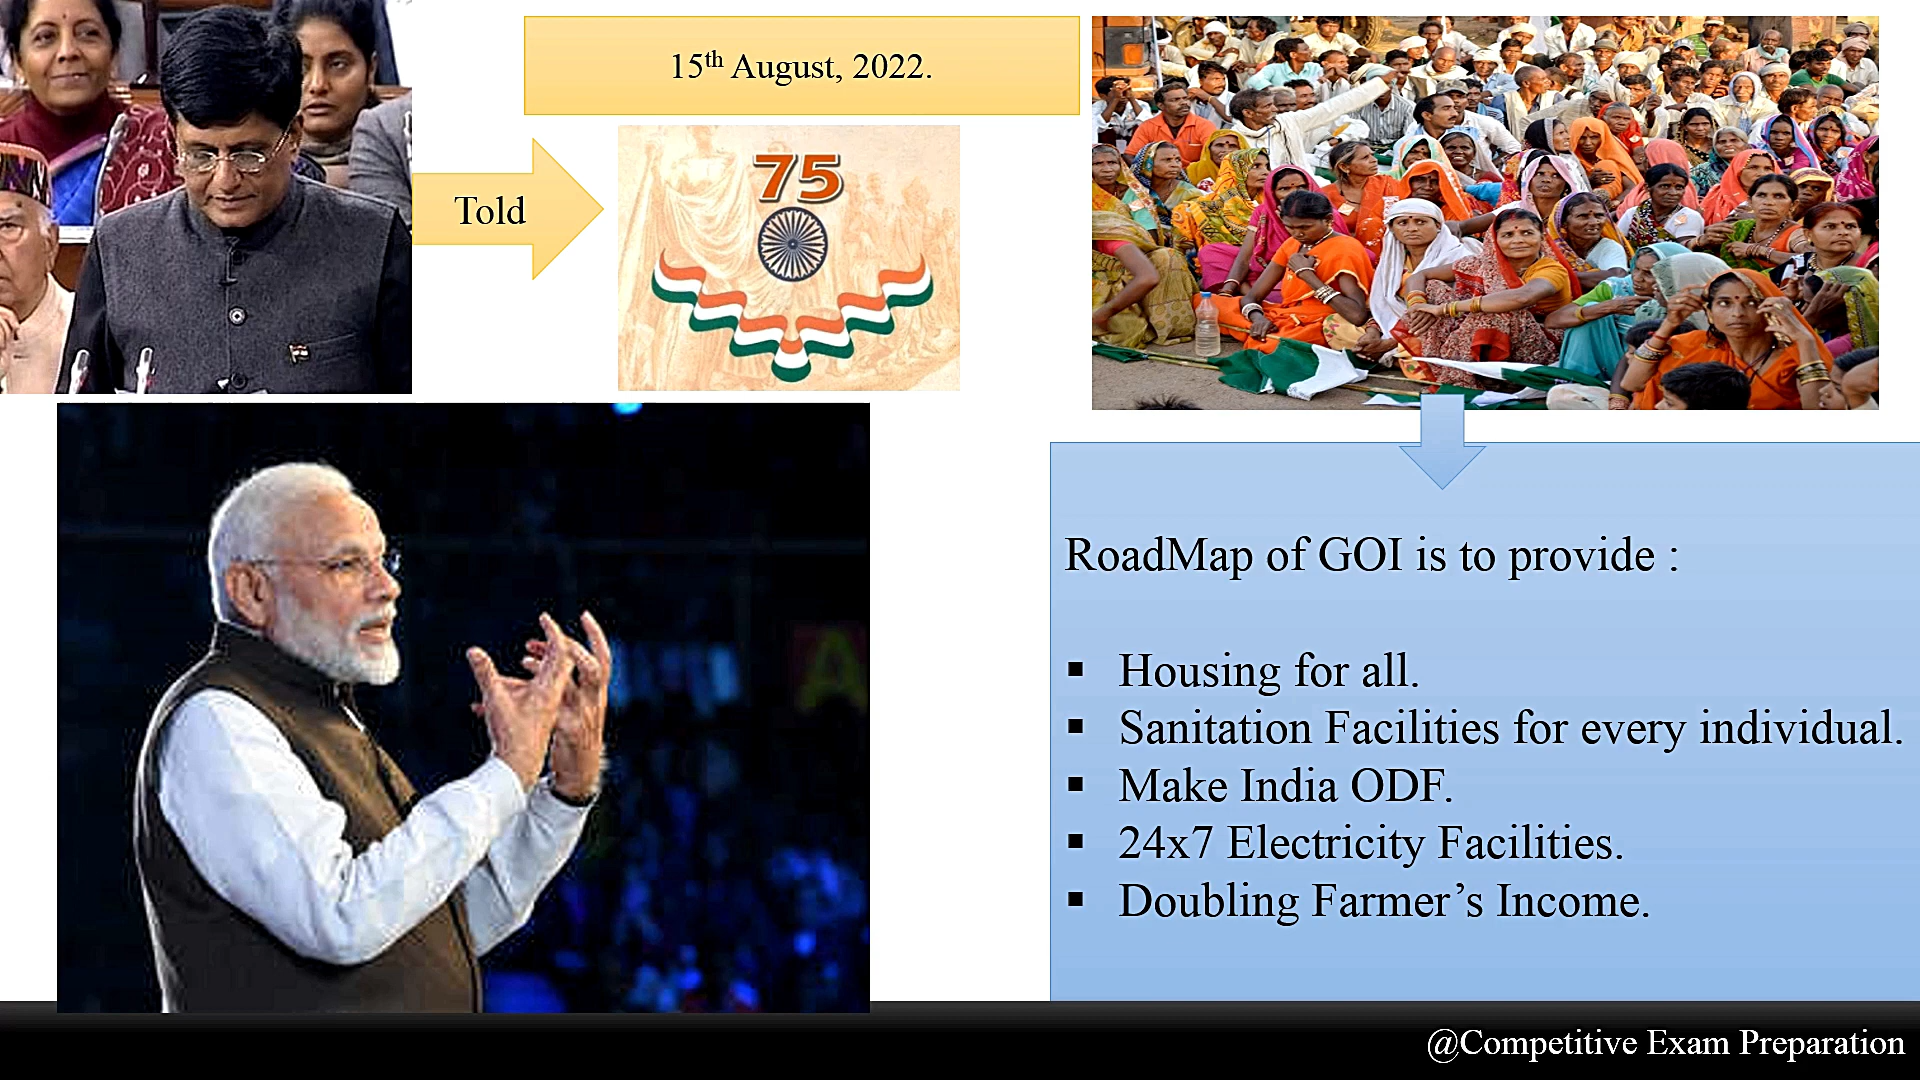 15th August, 2022.
Told
75
RoadMap of GOI is to provide :
▪ Housing for all.
▪ Sanitation Facilities for every individual.
▪ Make India ODF.
▪ 24x7 Electricity Facilities.
▪ Doubling Farmer’s Income.
@Competitive Exam Preparation